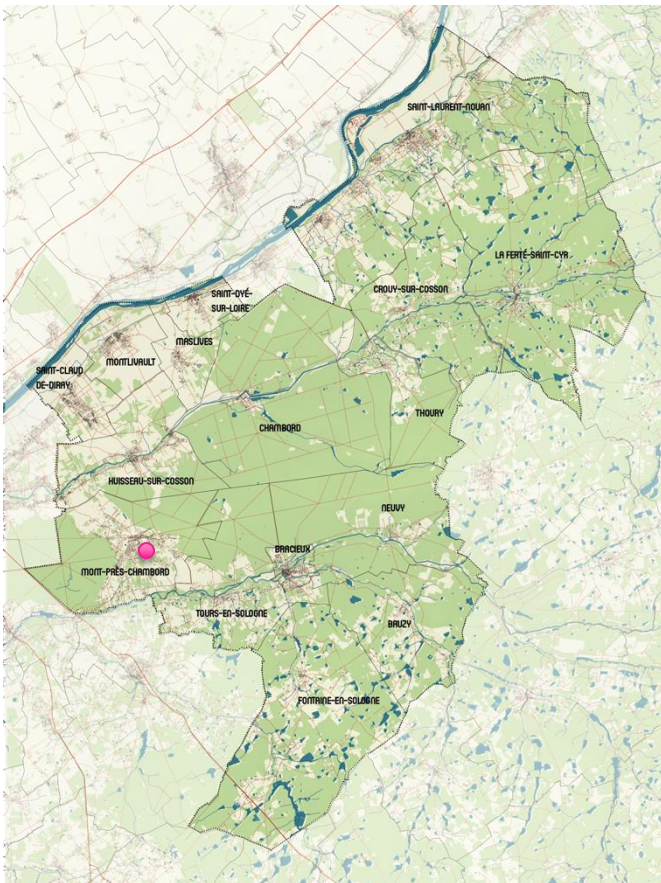 SAINT-LAURENT-NOUAN
LA FERTÉ-SAINT-CYR
CROUY-SUR-COSSON
SAINT-DYÉ-
SUR-LOIRE
MASLIVES
MONTLIVAULT
SAINT-CLAUD
DE-DIRAY
THOURY
CHAMBORD
HUISSEAU-SUR-COSSON
NEUVY
BRACIEUX
MONT-PRÈS-CHAMBORD
TOURS-EN-SOLOGNE
BAUZY
FONTAINE-EN-SOLOGNE